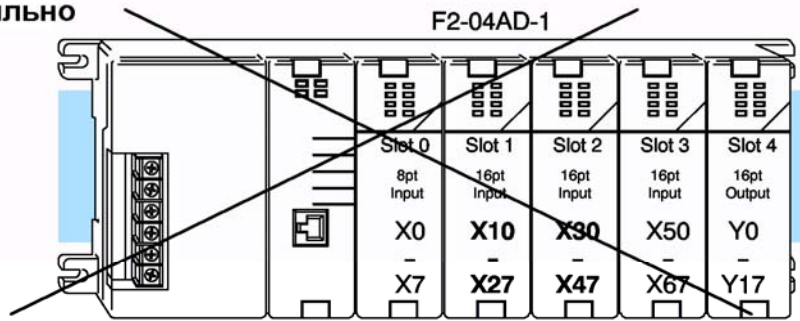 льно
F2-04AD-1
Slot 0 Slot 1 Slot 2 Slot 3 Slot 4
8pt 16pt 16pt 16pt 16pt
Input Input Input Input Output
X0 X10 X30 X50 Y0
– – – – –
X7 X27 X47 X67 Y17